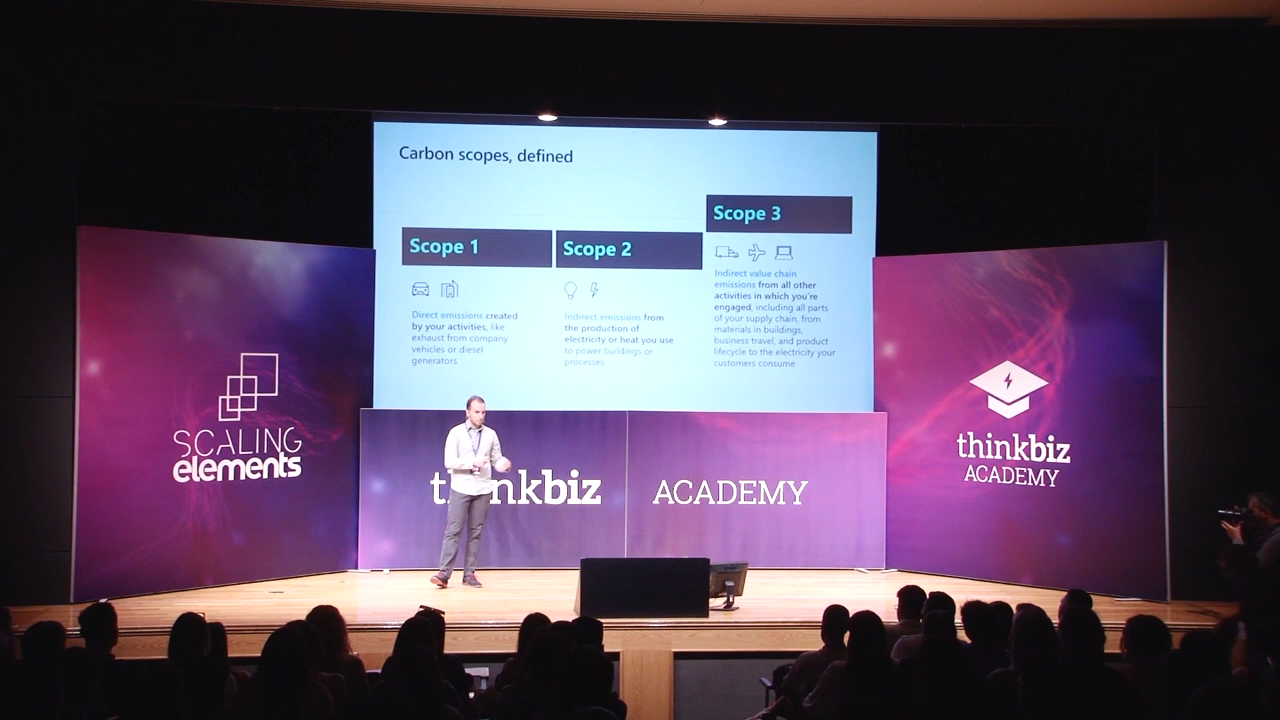 Carbon scopes, defined
Scope 1
Direct emissions created
by your activities, like
exhaust from company
vehicles or diesel
generators
Scope 2
Indirect emissions from
the production of
electricity or heat you use
to power buildings or
processes
Scope 3
Indirect value chain
emissions from all other
activities in which you're
engaged, including all parts
of your supply chain, from
materials in buildings,
business travel, and product
lifecycle to the electricity your
customers consume
SCALING
elements
thinkbiz
ACADEMY
t nkbiz ACADEMY